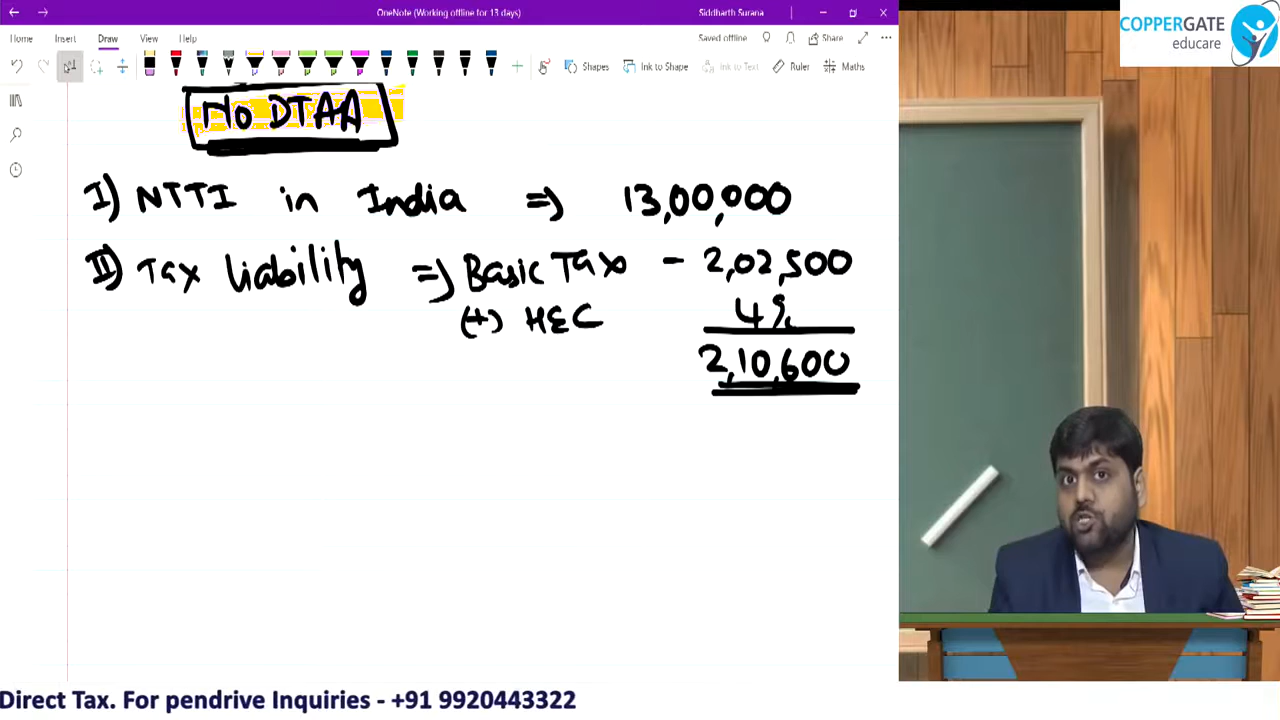 OneNote (Working offline for 13 days)
Siddharth Surana
Home Insert Draw View Help
Saved offline Share
Shapes Ink to Shape Ink to Text Ruler Maths
COPPERGATE
educare
No DTAA
I) NTTI in India => 13,00,000
II) Tax liability => Basic Tax - 2,02,500
(+) H&C 4%
2,10,600
Direct Tax. For pendrive Inquiries - +91 9920443322